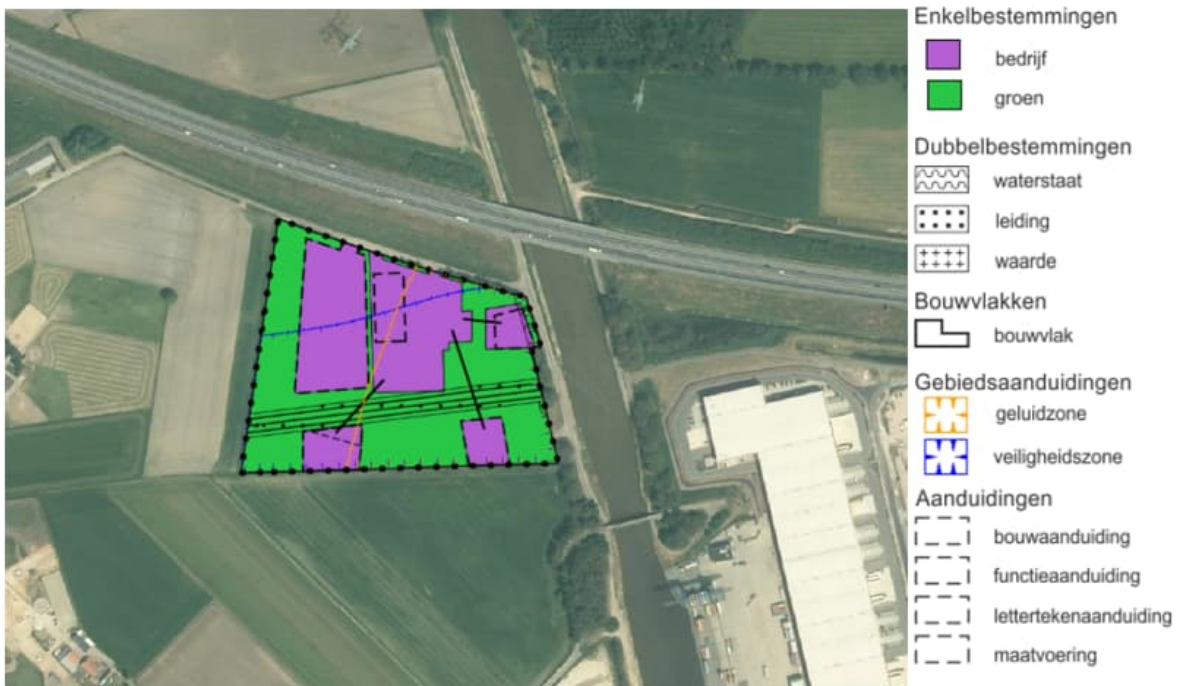 Enkelbestemmingen
bedrijf
groen
Dubbelbestemmingen
waterstaat
leiding
waarde
Bouwvlakken
bouwvlak
Gebiedsaanduidingen
geluidzone
veiligheidszone
Aanduidingen
bouwaanduiding
functieaanduiding
lettertekenaanduiding
maatvoering